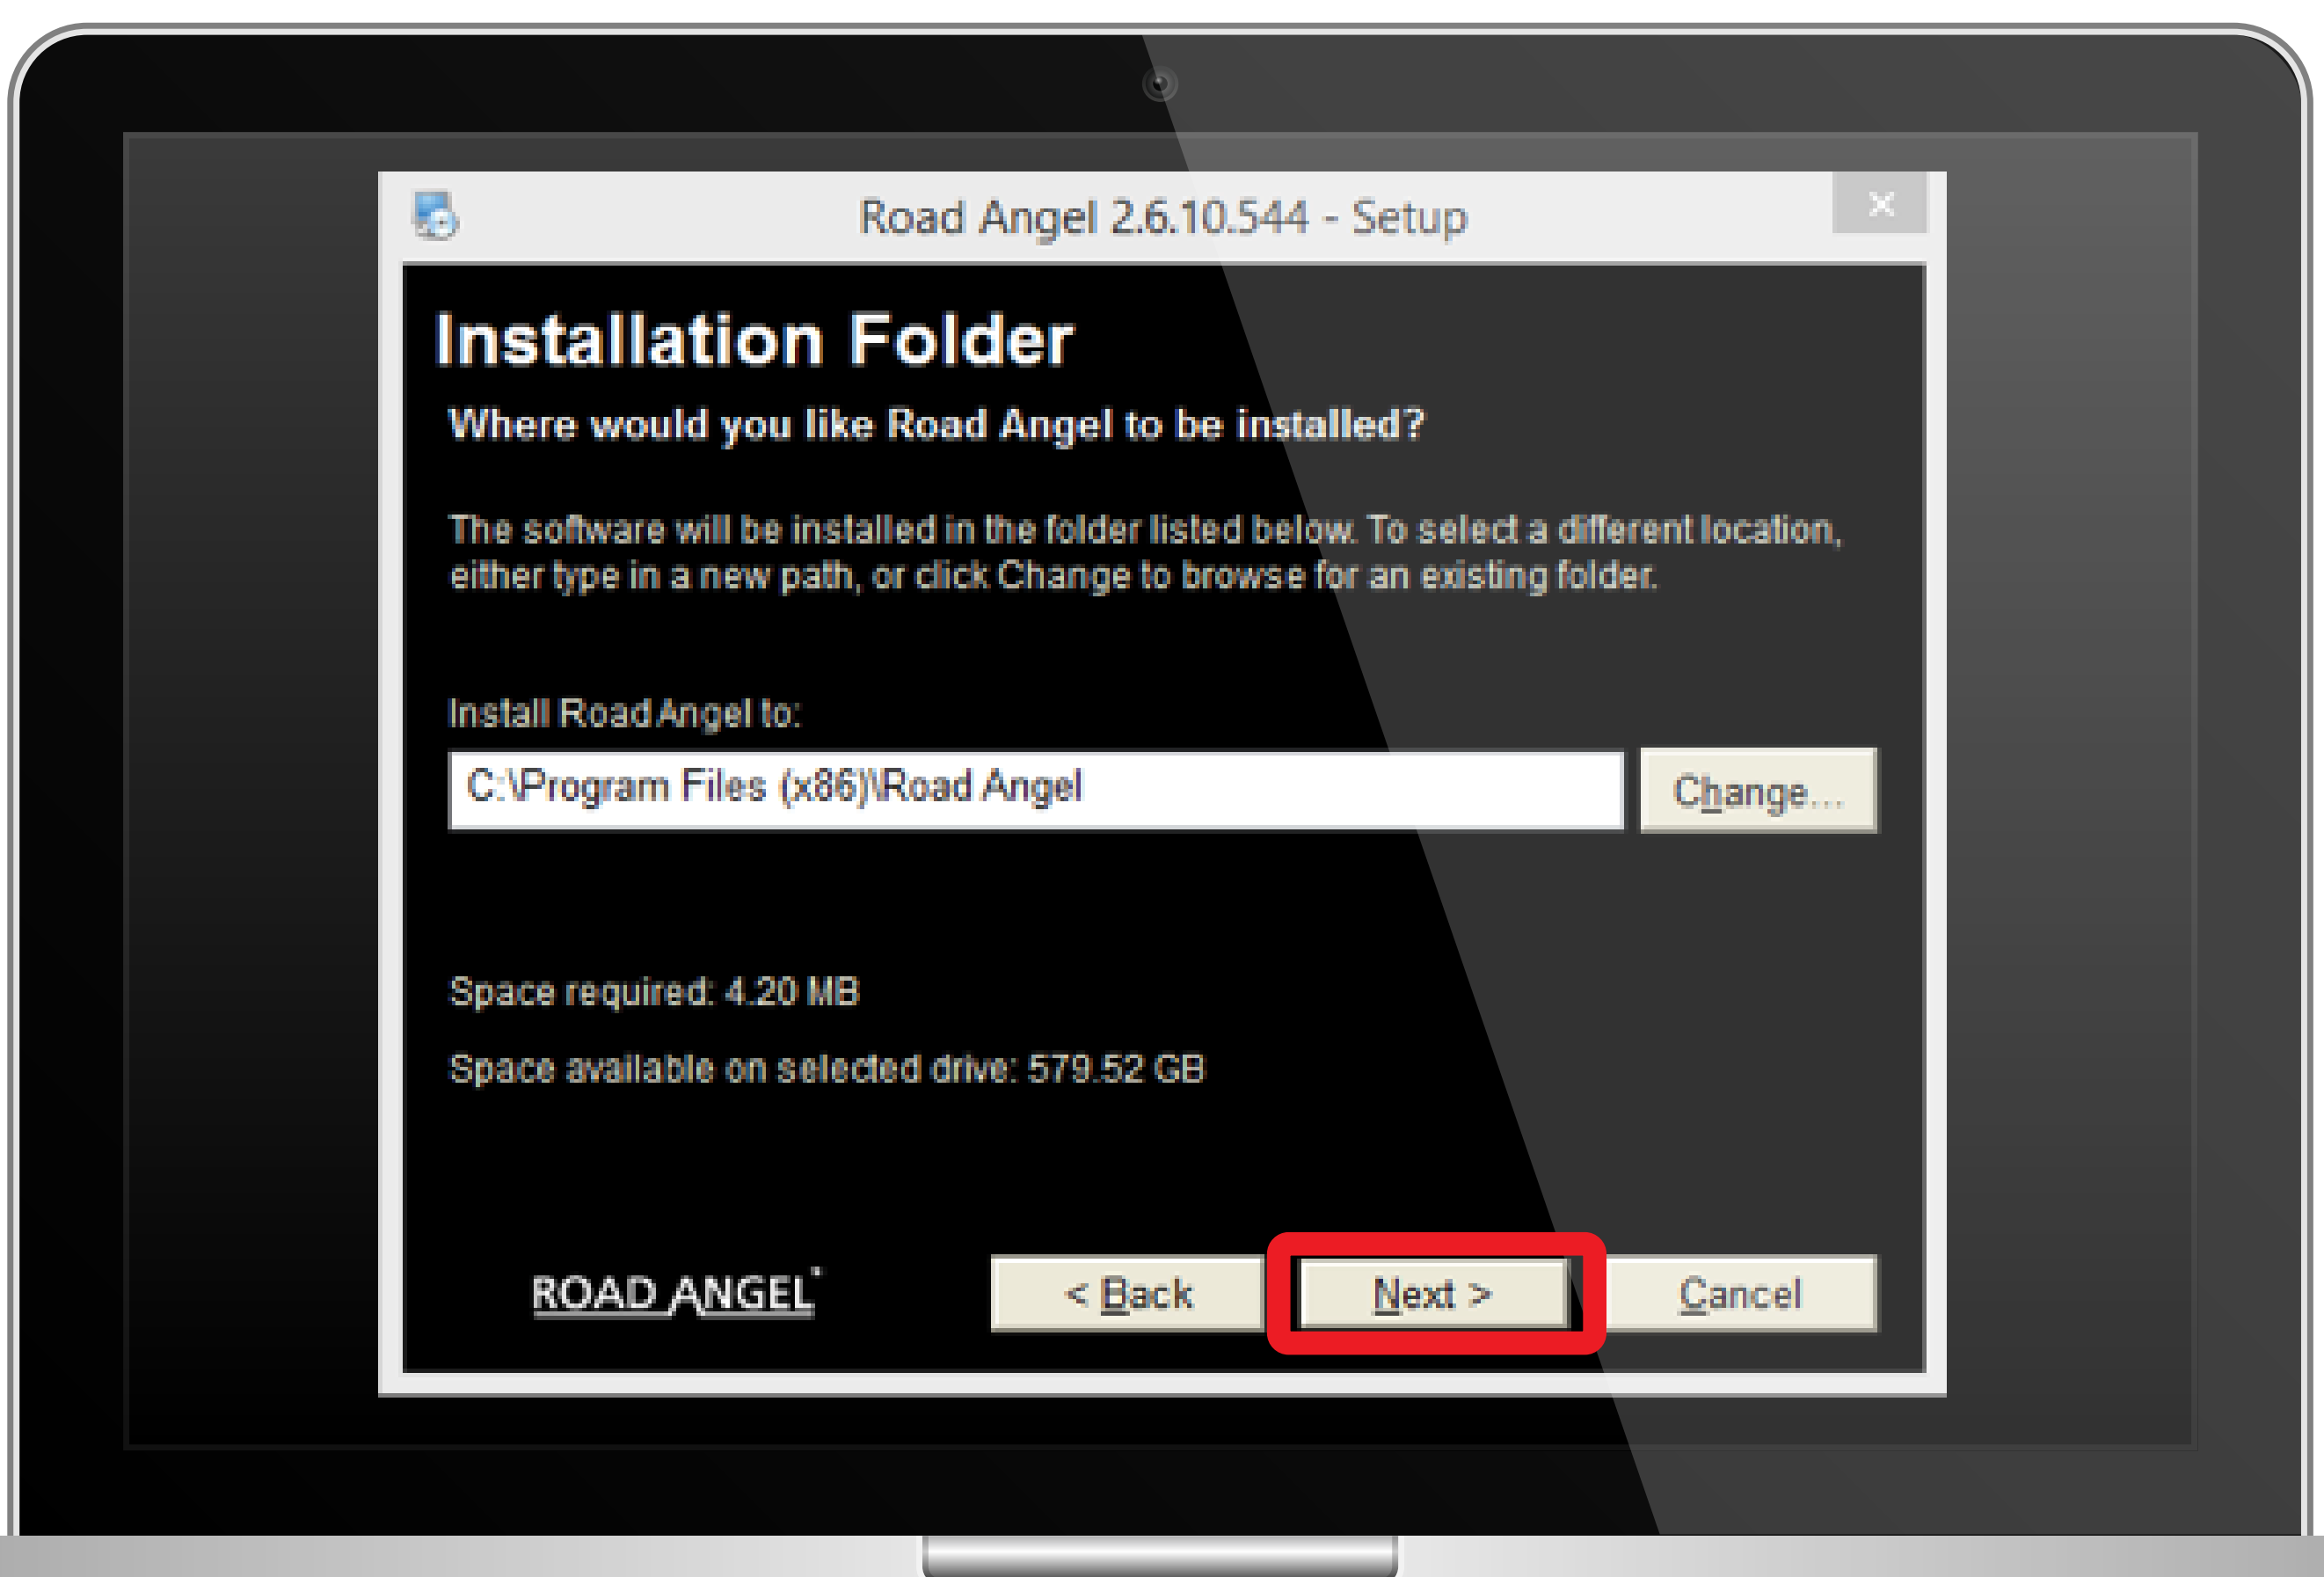 Road Angel 2.6.10.544 - Setup
Installation Folder
Where would you like Road Angel to be installed?
The software will be installed in the folder listed below. To select a different location,
either type in a new path, or click Change to browse for an existing folder.
Install Road Angel to:
C:\Program Files (x86)\Road Angel
Change...
Space required: 4.20 MB
Space available on selected drive: 579.52 GB
ROAD ANGEL
< Back
Next >
Cancel